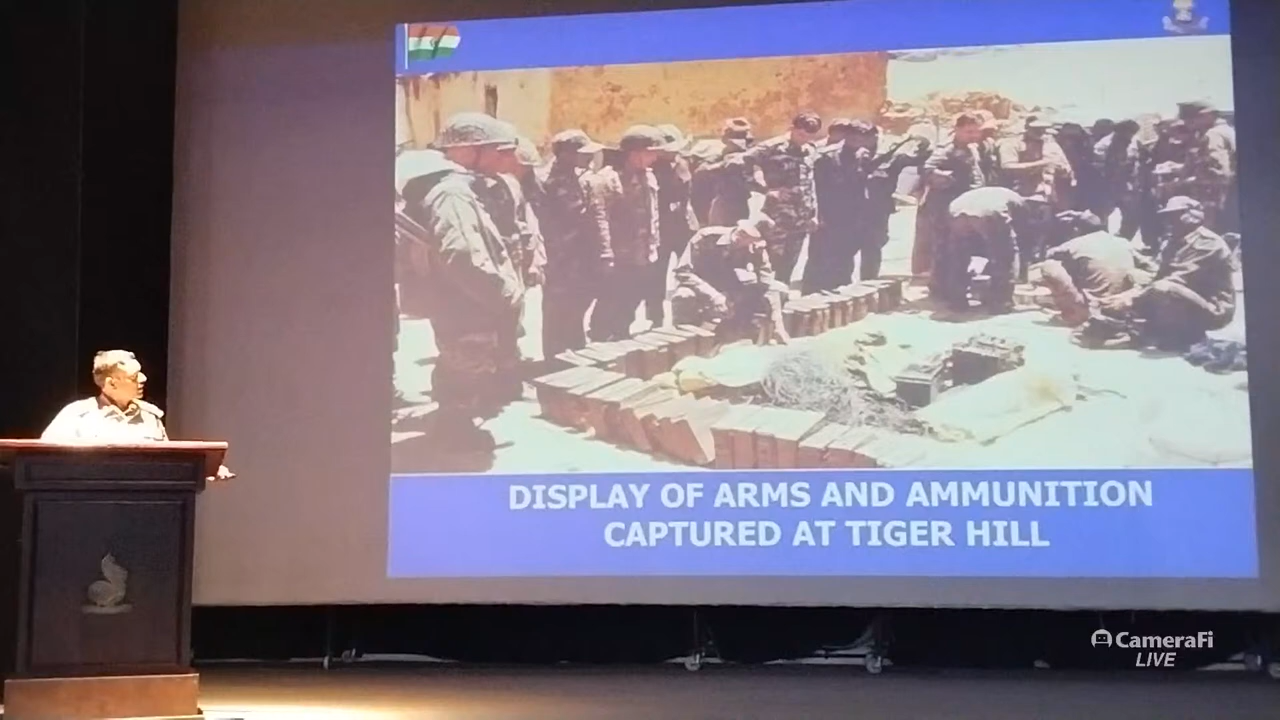 DISPLAY OF ARMS AND AMMUNITION
CAPTURED AT TIGER HILL
CameraFi
LIVE